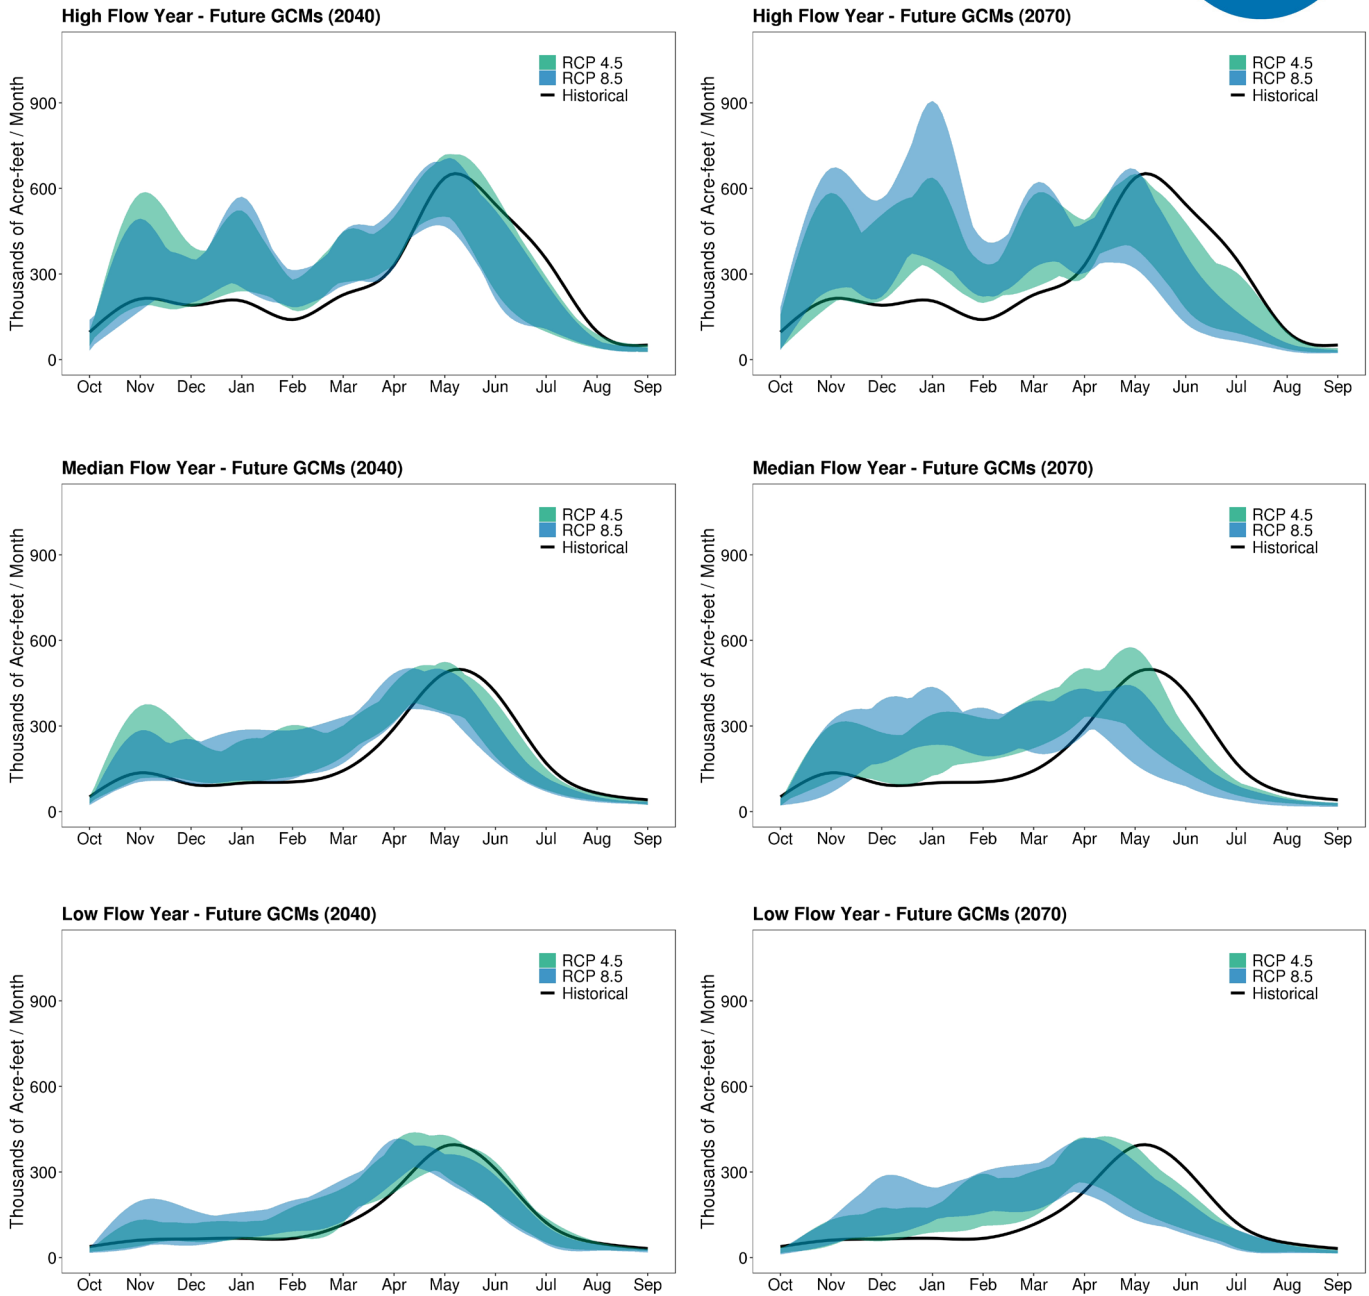 High Flow Year - Future GCMs (2040)
Thousands of Acre-feet / Month
900
600
300
0
RCP 4.5
RCP 8.5
Historical
Oct Nov Dec Jan Feb Mar Apr May Jun Jul Aug Sep
High Flow Year - Future GCMs (2070)
Thousands of Acre-feet / Month
900
600
300
0
RCP 4.5
RCP 8.5
Historical
Oct Nov Dec Jan Feb Mar Apr May Jun Jul Aug Sep
Median Flow Year - Future GCMs (2040)
Thousands of Acre-feet / Month
900
600
300
0
RCP 4.5
RCP 8.5
Historical
Oct Nov Dec Jan Feb Mar Apr May Jun Jul Aug Sep
Median Flow Year - Future GCMs (2070)
Thousands of Acre-feet / Month
900
600
300
0
RCP 4.5
RCP 8.5
Historical
Oct Nov Dec Jan Feb Mar Apr May Jun Jul Aug Sep
Low Flow Year - Future GCMs (2040)
Thousands of Acre-feet / Month
900
600
300
0
RCP 4.5
RCP 8.5
Historical
Oct Nov Dec Jan Feb Mar Apr May Jun Jul Aug Sep
Low Flow Year - Future GCMs (2070)
Thousands of Acre-feet / Month
900
600
300
0
RCP 4.5
RCP 8.5
Historical
Oct Nov Dec Jan Feb Mar Apr May Jun Jul Aug Sep